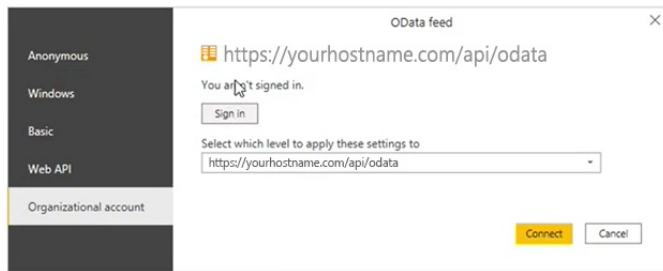 OData feed
Anonymous
Windows
Basic
Web API
Organizational account
https://yourhostname.com/api/odata
You aren't signed in.
Sign in
Select which level to apply these settings to
https://yourhostname.com/api/odata
Connect
Cancel